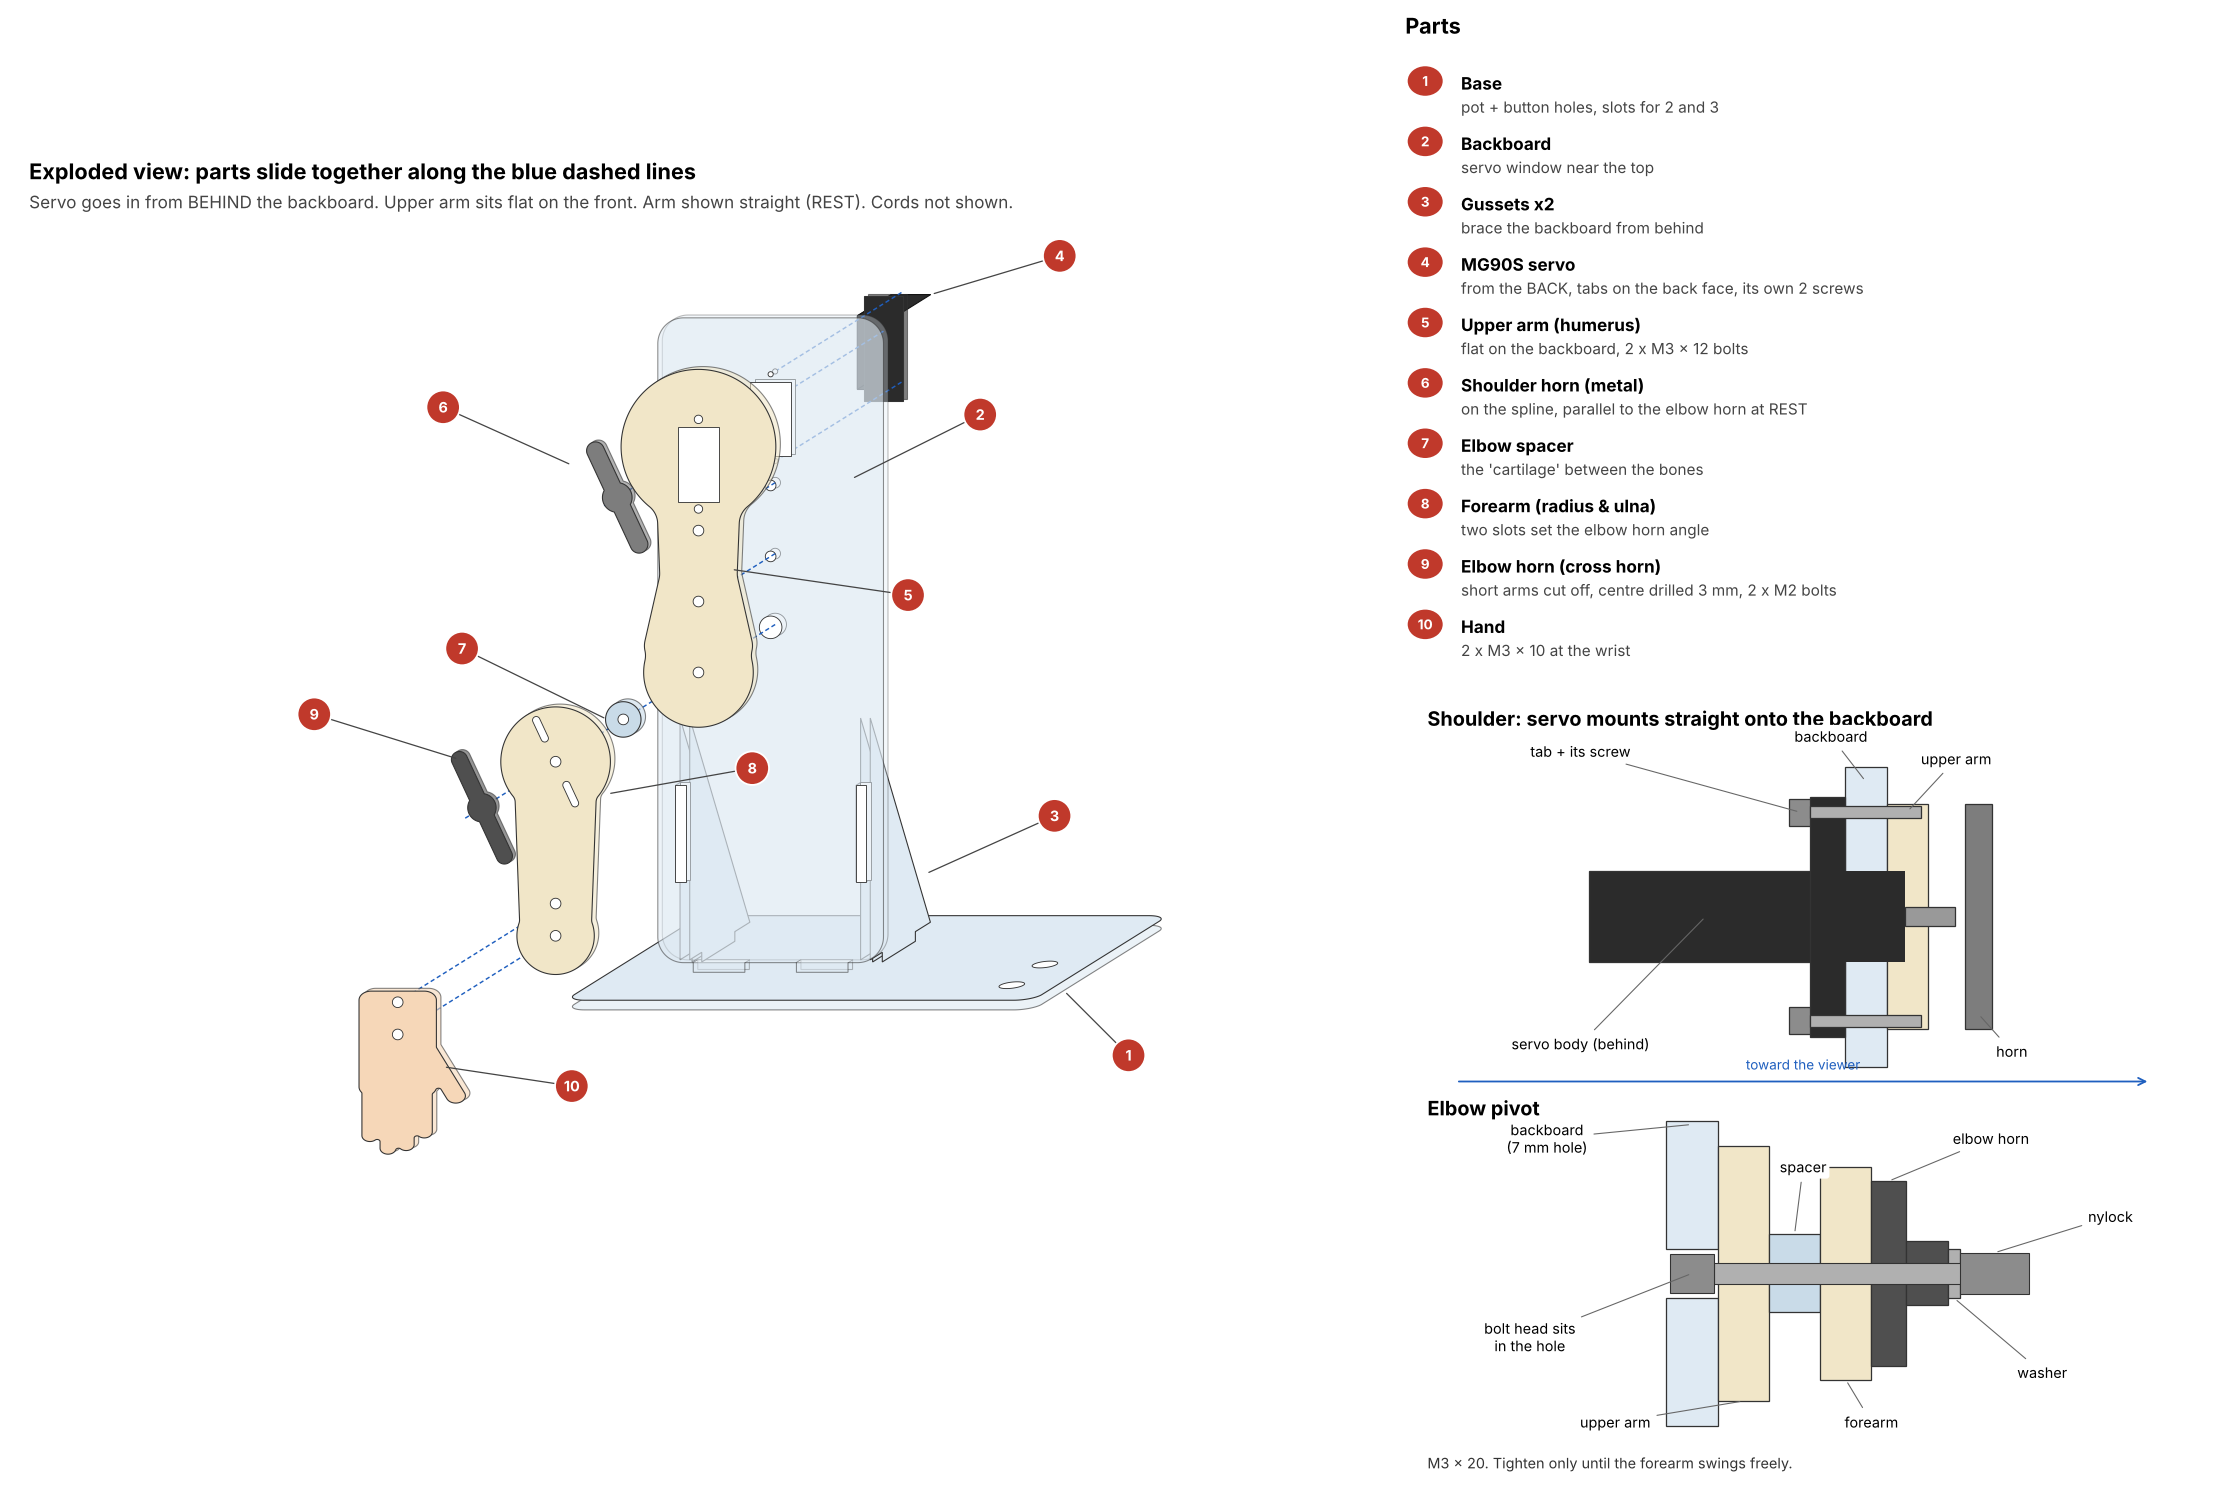 Exploded view: parts slide together along the blue dashed lines
Servo goes in from BEHIND the backboard. Upper arm sits flat on the front. Arm shown straight (REST). Cords not shown.
4
6
2
5
7
9
8
3
1
10
Parts
1
Base
pot + button holes, slots for 2 and 3
2
Backboard
servo window near the top
3
Gussets x2
brace the backboard from behind
4
MG90S servo
from the BACK, tabs on the back face, its own 2 screws
5
Upper arm (humerus)
flat on the backboard, 2 x M3 × 12 bolts
6
Shoulder horn (metal)
on the spline, parallel to the elbow horn at REST
7
Elbow spacer
the 'cartilage' between the bones
8
Forearm (radius & ulna)
two slots set the elbow horn angle
9
Elbow horn (cross horn)
short arms cut off, centre drilled 3 mm, 2 x M2 bolts
10
Hand
2 x M3 × 10 at the wrist
Shoulder: servo mounts straight onto the backboard
backboard
tab + its screw
upper arm
servo body (behind)
horn
toward the viewer
Elbow pivot
backboard
(7 mm hole)
elbow horn
spacer
nylock
bolt head sits
in the hole
washer
upper arm
forearm
M3 × 20. Tighten only until the forearm swings freely.